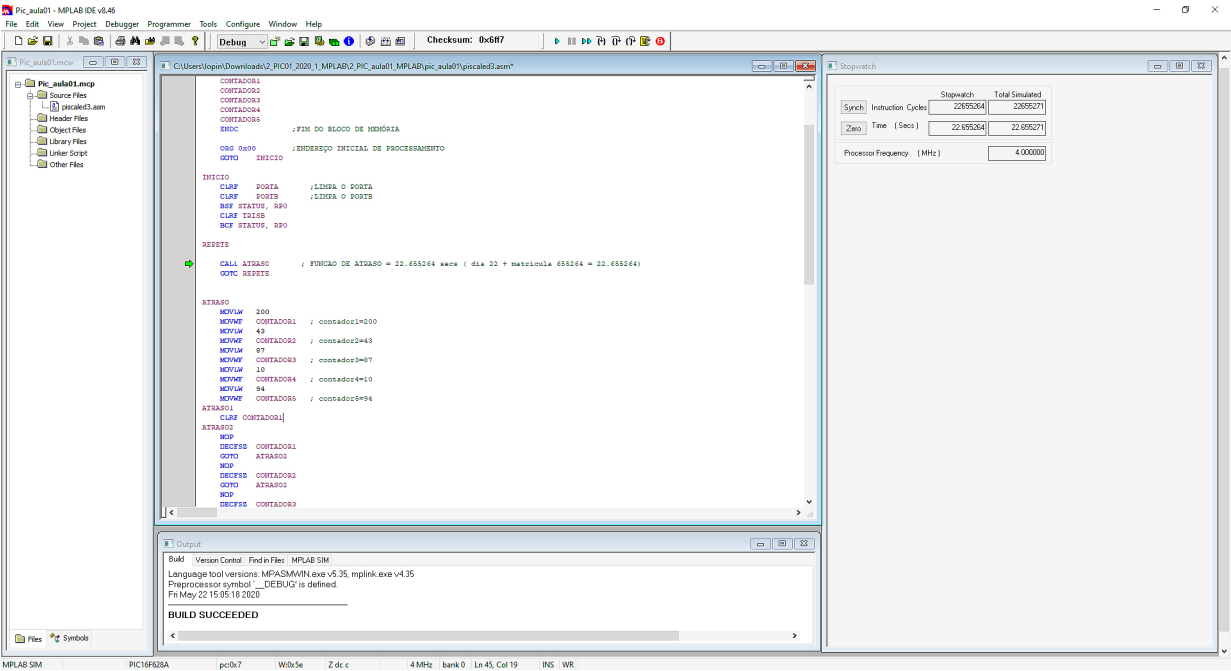 Pic_aula01 - MPLAB IDE v8.46
File Edit View Project Debugger Programmer Tools Configure Window Help
Debug
Checksum: 0x6ff7
Pic_aula01.mcw
Pic_aula01.mcp
Source Files
piscaled3.asm
Header Files
Object Files
Library Files
Linker Script
Other Files
Files Symbols
C:\Users\lopin\Downloads\2_PIC01_2020_1_MPLAB\2_PIC_aula01_MPLAB\pic_aula01\piscaled3.asm*
CONTADOR1
CONTADOR2
CONTADOR3
CONTADOR4
CONTADOR5
ENDC ;FIM DO BLOCO DE MEMÓRIA
ORG 0x00 ;ENDEREÇO INICIAL DE PROCESSAMENTO
GOTO INICIO
INICIO
CLRF PORTA ;LIMPA O PORTA
CLRF PORTB ;LIMPA O PORTB
BSF STATUS, RP0
CLRF TRISB
BCF STATUS, RP0
REPETE
CALL ATRASO ; FUNCAO DE ATRASO = 22.655264 secs ( dia 22 + matricula 655264 = 22.655264)
GOTO REPETE
ATRASO
MOVLW 200
MOVWF CONTADOR1 ; contador1=200
MOVLW 43
MOVWF CONTADOR2 ; contador2=43
MOVLW 87
MOVWF CONTADOR3 ; contador3=87
MOVLW 10
MOVWF CONTADOR4 ; contador4=10
MOVLW 94
MOVWF CONTADOR5 ; contador5=94
ATRASO1
CLRF CONTADOR1
ATRASO2
NOP
DECFSZ CONTADOR1
GOTO ATRASO2
NOP
DECFSZ CONTADOR2
GOTO ATRASO2
NOP
DECFSZ CONTADOR3
Output
Build Version Control Find in Files MPLAB SIM
Language tool versions: MPASMWIN.exe v5.35, mplink.exe v4.35
Preprocessor symbol `__DEBUG' is defined.
Fri May 22 15:05:18 2020
BUILD SUCCEEDED
Stopwatch
Stopwatch Total Simulated
Synch Instruction Cycles 22655264 22655271
Zero Time (Secs) 22.655264 22.655271
Processor Frequency (MHz) 4.000000
MPLAB SIM PIC16F628A pc:0x7 W:0x5e Z dc c 4 MHz bank 0 Ln 45, Col 19 INS WR